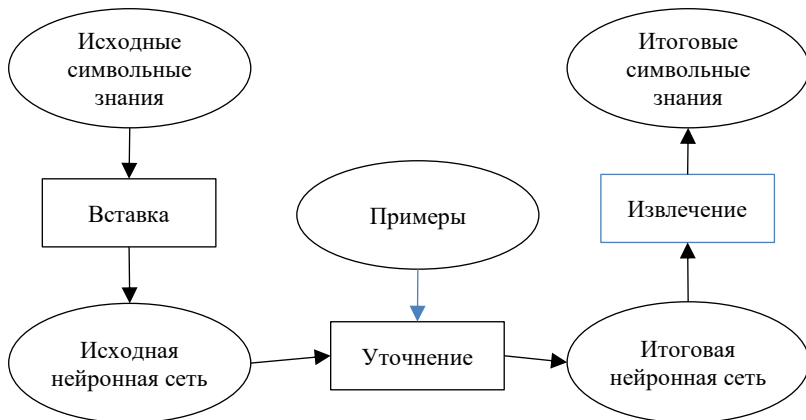 Исходные
символьные
знания
Итоговые
символьные
знания
Вставка
Примеры
Извлечение
Исходная
нейронная сеть
Уточнение
Итоговая
нейронная сеть